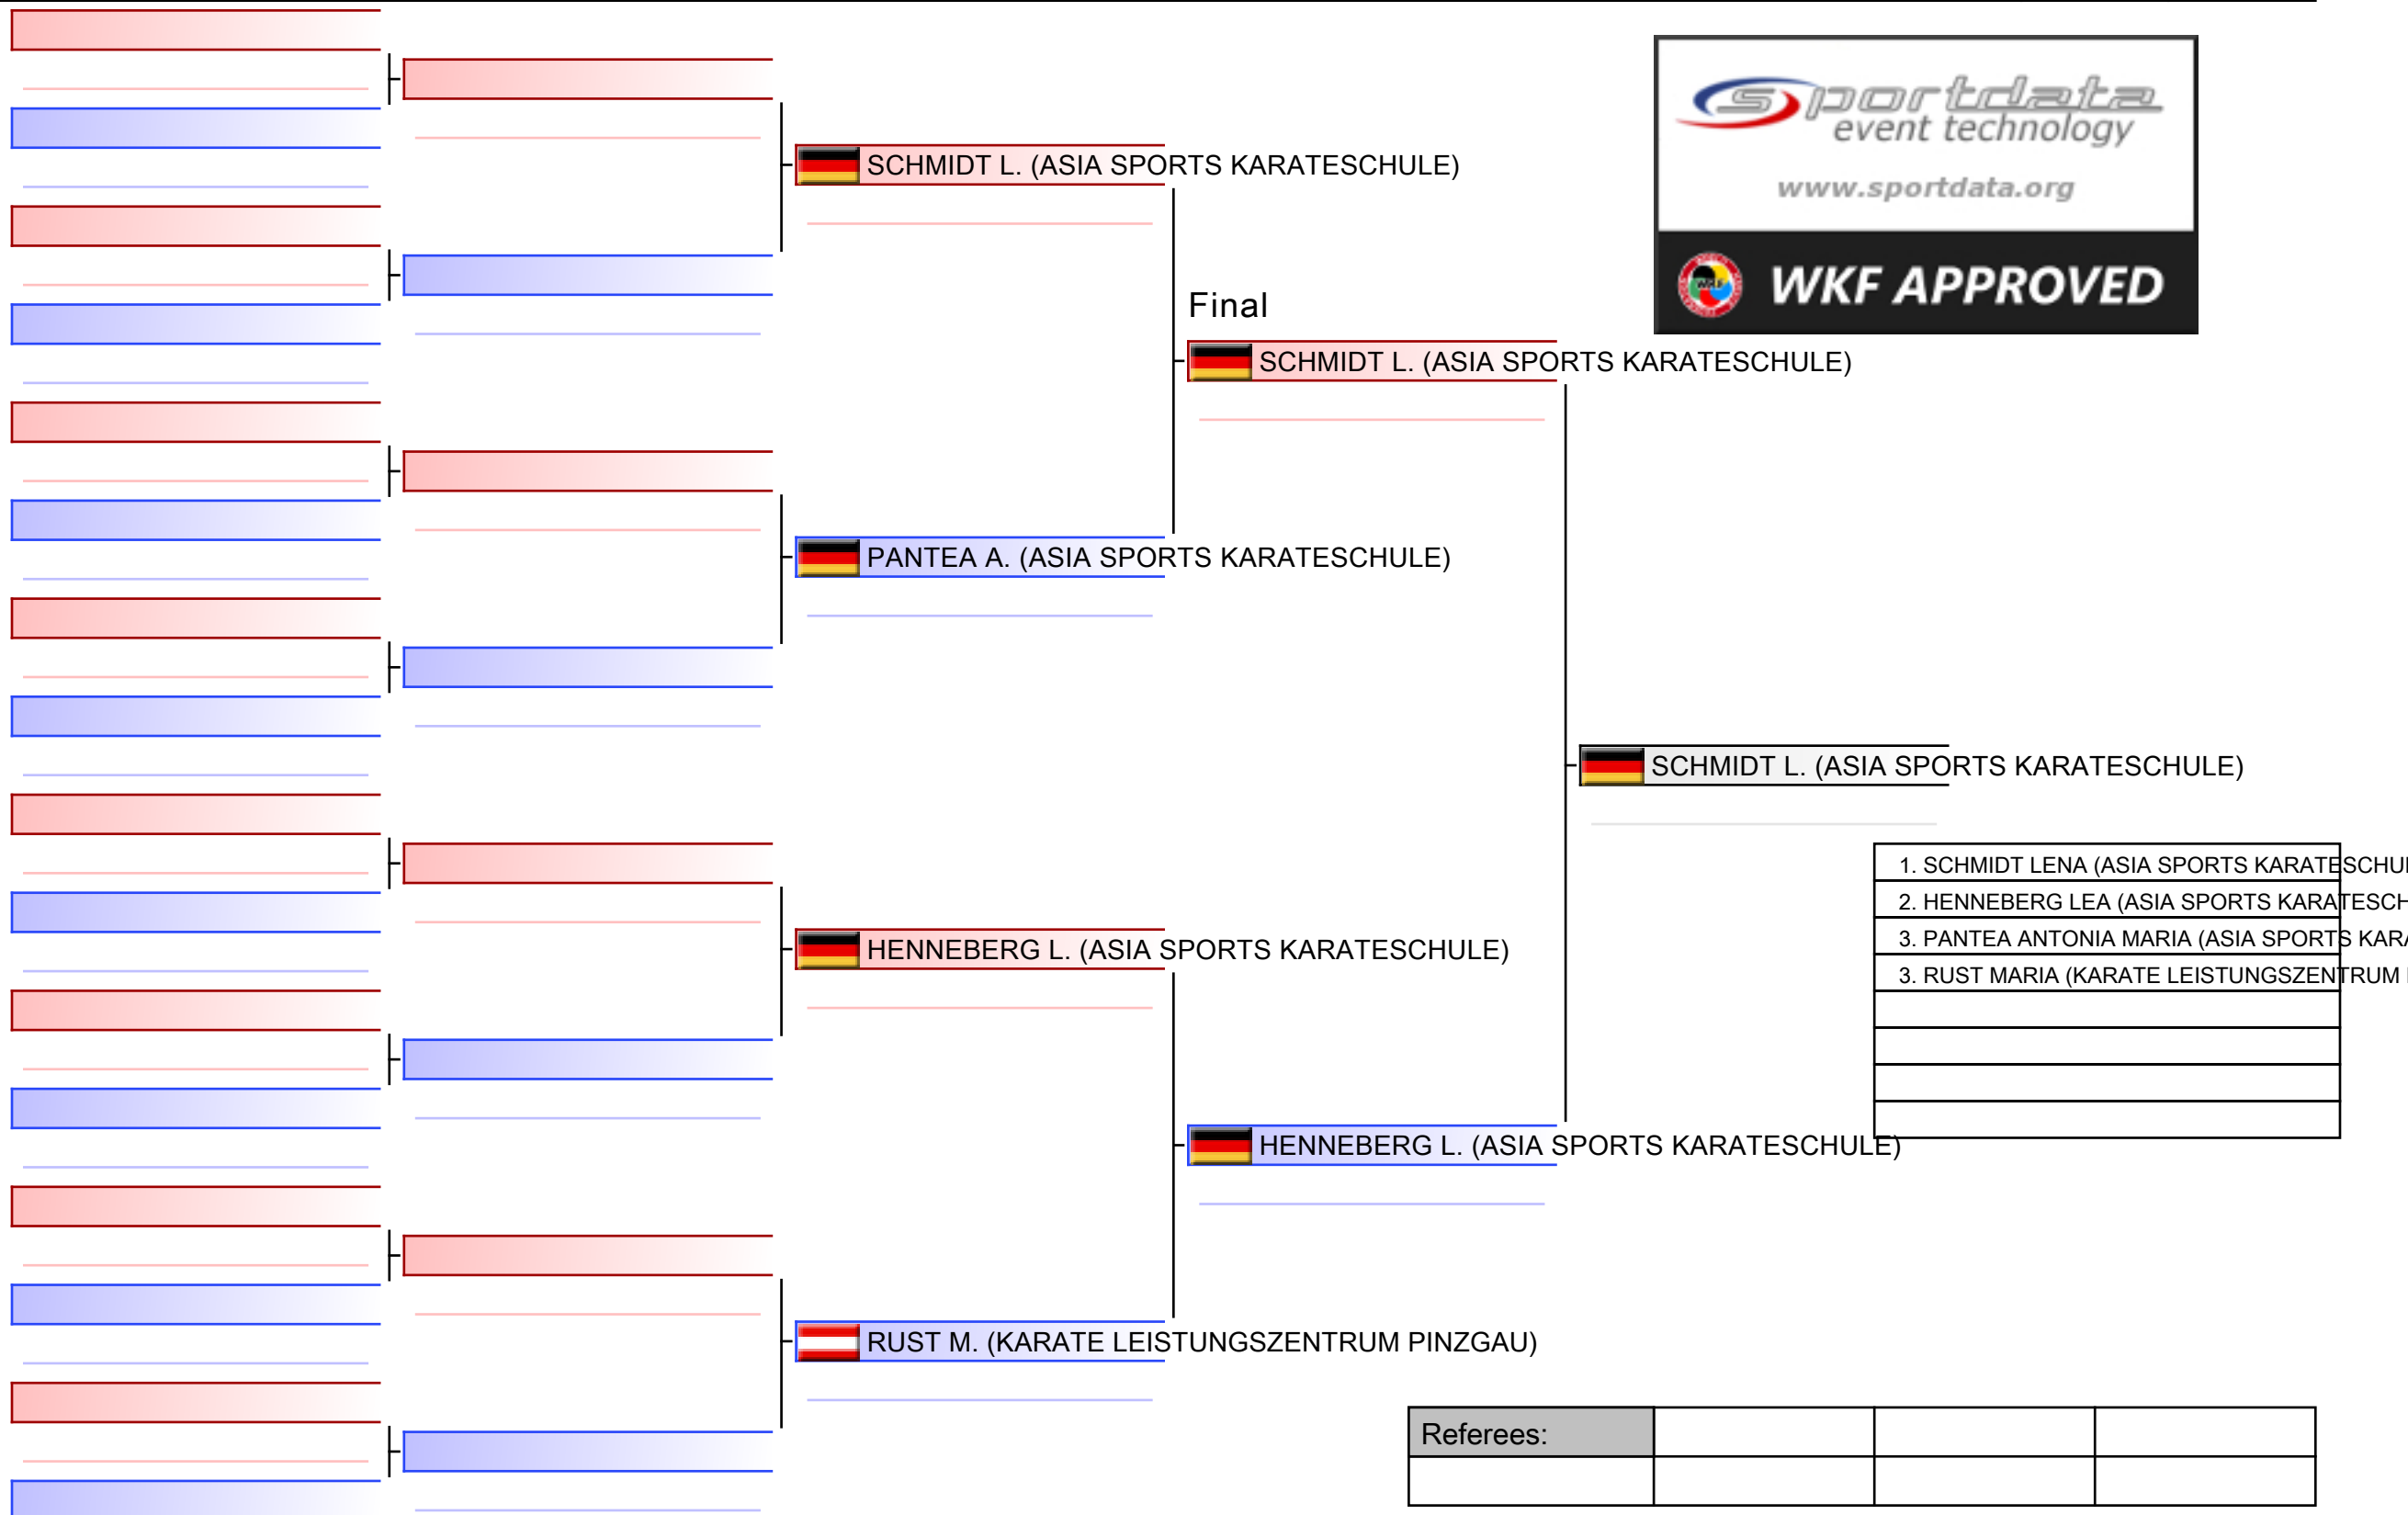 sportdata
event technology
www.sportdata.org
WKF APPROVED
SCHMIDT L. (ASIA SPORTS KARATESCHULE)
Final
SCHMIDT L. (ASIA SPORTS KARATESCHULE)
PANTEA A. (ASIA SPORTS KARATESCHULE)
SCHMIDT L. (ASIA SPORTS KARATESCHULE)
1. SCHMIDT LENA (ASIA SPORTS KARATESCHUL
2. HENNEBERG LEA (ASIA SPORTS KARATESCH
3. PANTEA ANTONIA MARIA (ASIA SPORTS KARA
3. RUST MARIA (KARATE LEISTUNGSZENTRUM
HENNEBERG L. (ASIA SPORTS KARATESCHULE)
HENNEBERG L. (ASIA SPORTS KARATESCHULE)
RUST M. (KARATE LEISTUNGSZENTRUM PINZGAU)
Referees: